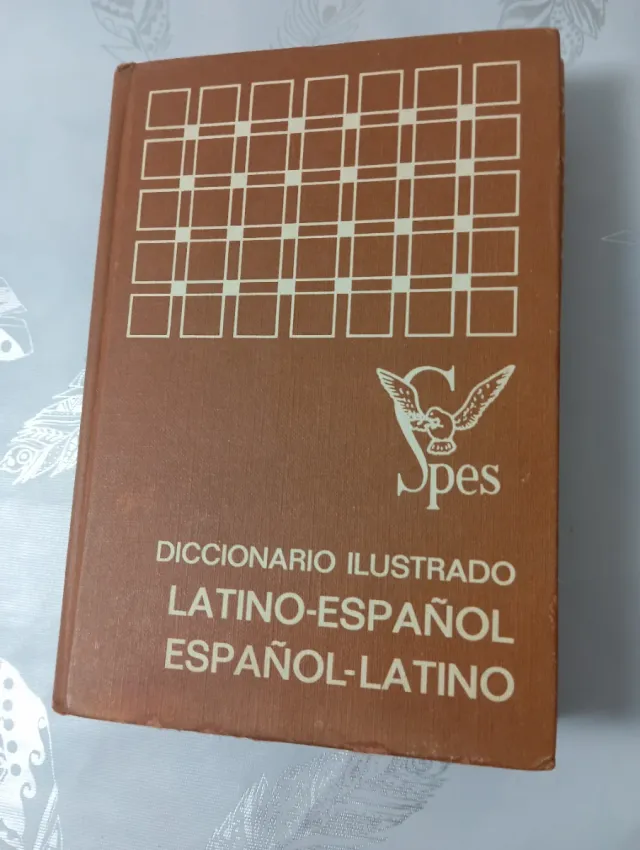 Spes
DICCIONARIO ILUSTRADO
LATINO-ESPAÑOL
ESPAÑOL-LATINO